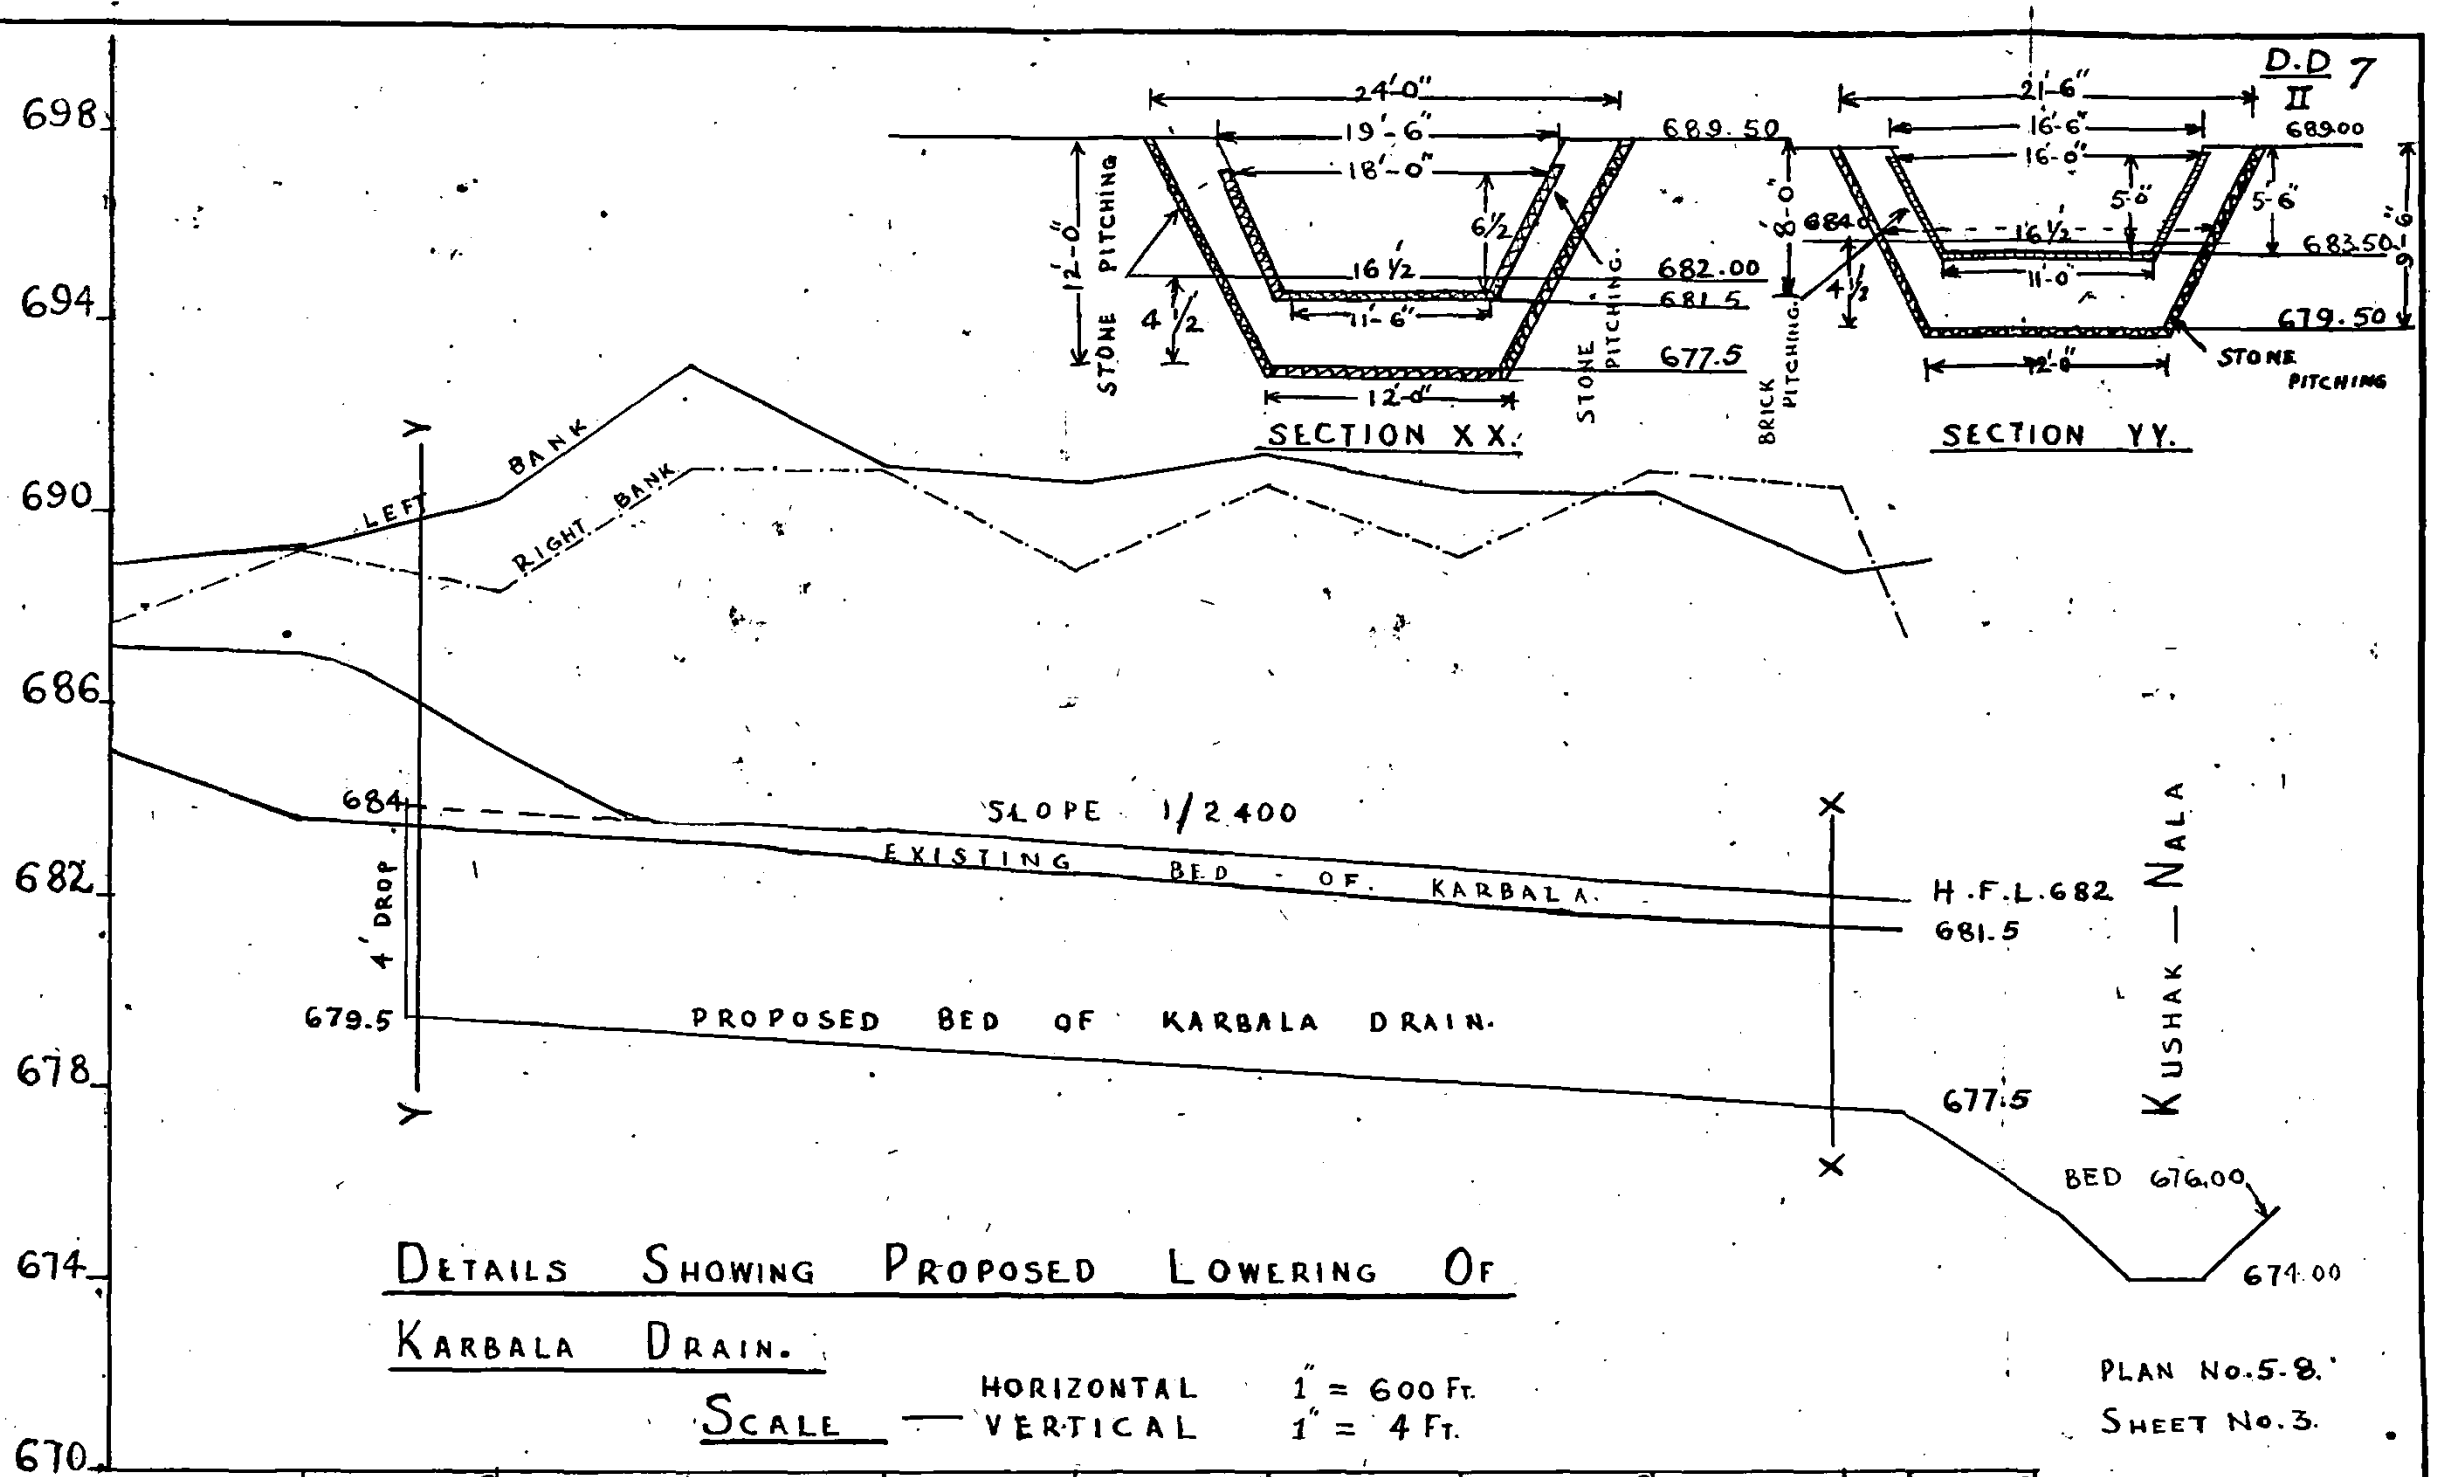 D.D 7
II
24'-0"
19'-6"
18'-0"
689.50
12'-0"
STONE PITCHING
6½
16½'
682.00
681.5
4½
11'-6"
677.5
12'-0"
STONE PITCHING.
SECTION XX.
21'-6"
16'-6"
689.00
16'-0"
8'-0"
5'-0"
5'-6"
684.0
16½'
683.50
9'-6"
11'-0"
4½
679.50
12'-0"
STONE
PITCHING
BRICK
PITCHING.
SECTION YY.
698
694
690
686
682
678
674
670
Y
LEFT BANK
RIGHT BANK
684
SLOPE 1/2400
X
EXISTING BED - OF. KARBALA.
H.F.L. 682
681.5
4' DROP
679.5
PROPOSED BED OF KARBALA DRAIN.
677.5
Y
X
KUSHAK — NALA
BED 676.00
674.00
DETAILS SHOWING PROPOSED LOWERING OF
KARBALA DRAIN.
SCALE — HORIZONTAL 1" = 600 FT.
VERTICAL 1" = 4 FT.
PLAN No. 5-8.
SHEET No. 3.